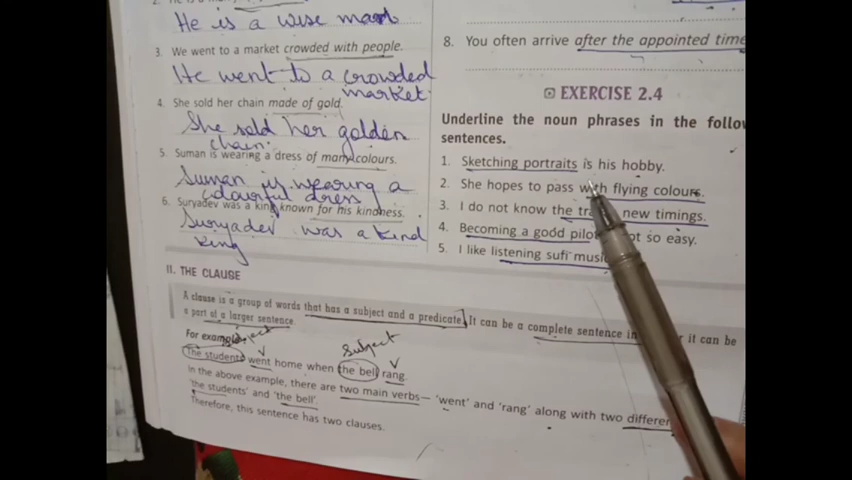 He is a wise man
3. We went to a market crowded with people.
He went to a crowded
market.
4. She sold her chain made of gold.
She sold her golden
chain.
5. Suman is wearing a dress of many colours.
Suman is wearing a
colourful dress
6. Suryadev was a king known for his kindness.
Suryadev was a kind
king
8. You often arrive after the appointed time
EXERCISE 2.4
Underline the noun phrases in the follow
sentences.
1. Sketching portraits is his hobby.
2. She hopes to pass with flying colours.
3. I do not know the tra new timings.
4. Becoming a good pilot not so easy.
5. I like listening sufi music
II. THE CLAUSE
A clause is a group of words that has a subject and a predicate. It can be a complete sentence in r it can be
a part of a larger sentence.
For example,
subject
Subject
The students went home when the bell rang.
In the above example, there are two main verbs— 'went' and 'rang' along with two differen
'the students' and 'the bell'.
Therefore, this sentence has two clauses.